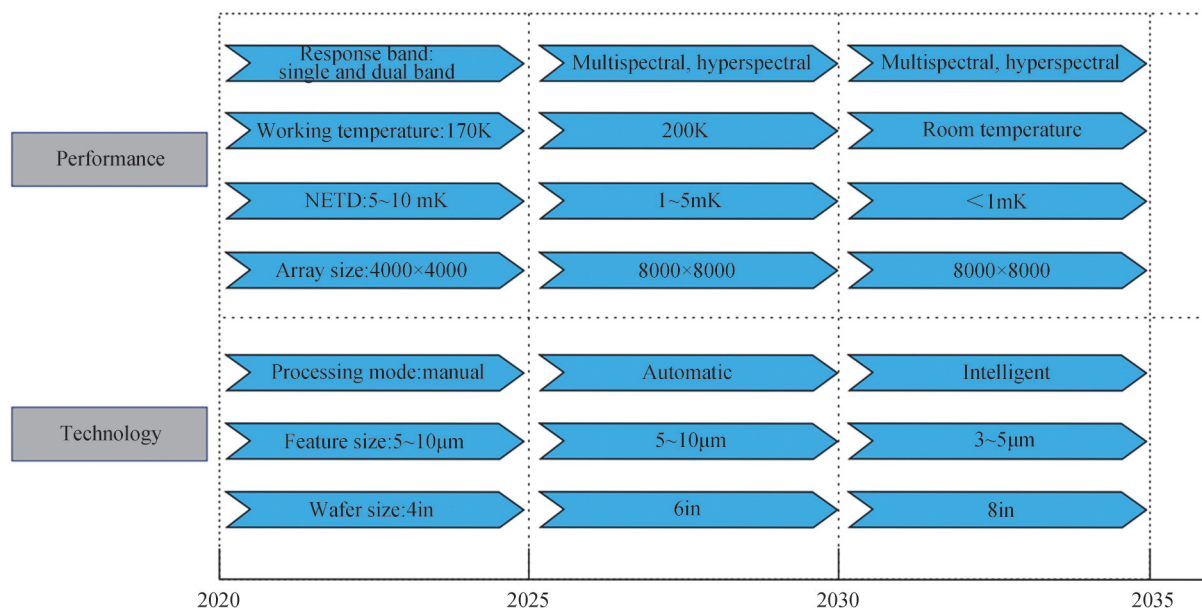 Response band:
single and dual band
Multispectral, hyperspectral
Multispectral, hyperspectral
Performance
Working temperature:170K
200K
Room temperature
NETD:5~10 mK
1~5mK
＜1mK
Array size:4000×4000
8000×8000
8000×8000
Technology
Processing mode:manual
Automatic
Intelligent
Feature size:5~10μm
5~10μm
3~5μm
Wafer size:4in
6in
8in
2020
2025
2030
2035